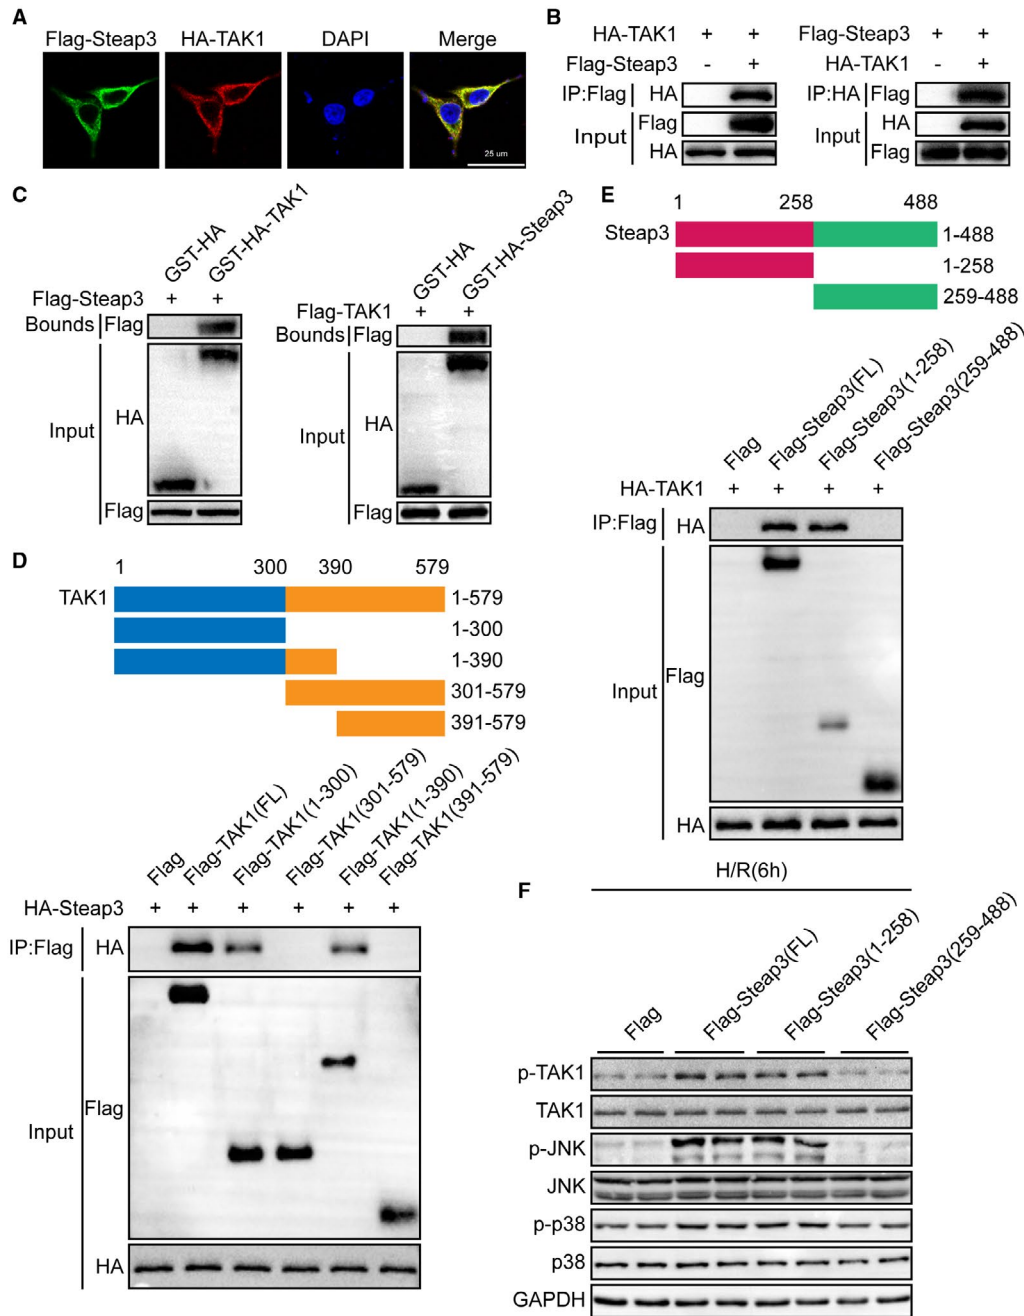 A
Flag-Steap3 HA-TAK1 DAPI Merge
25 um
B
HA-TAK1 + +
Flag-Steap3 - +
IP:Flag HA
Input Flag
HA
Flag-Steap3 + +
HA-TAK1 - +
IP:HA Flag
Input HA
Flag
C
GST-HA
GST-HA-TAK1
Flag-Steap3 + +
Bounds Flag
HA
Input
Flag
GST-HA
GST-HA-Steap3
Flag-TAK1 + +
Bounds Flag
HA
Input
Flag
D
1 300 390 579
TAK1 1-579
1-300
1-390
301-579
391-579
Flag
Flag-TAK1(FL)
Flag-TAK1(1-300)
Flag-TAK1(301-579)
Flag-TAK1(1-390)
Flag-TAK1(391-579)
HA-Steap3 + + + + + +
IP:Flag HA
Flag
Input
HA
E
1 258 488
Steap3 1-488
1-258
259-488
Flag
Flag-Steap3(FL)
Flag-Steap3(1-258)
Flag-Steap3(259-488)
HA-TAK1 + + + +
IP:Flag HA
Flag
Input
HA
F
H/R(6h)
Flag
Flag-Steap3(FL)
Flag-Steap3(1-258)
Flag-Steap3(259-488)
p-TAK1
TAK1
p-JNK
JNK
p-p38
p38
GAPDH